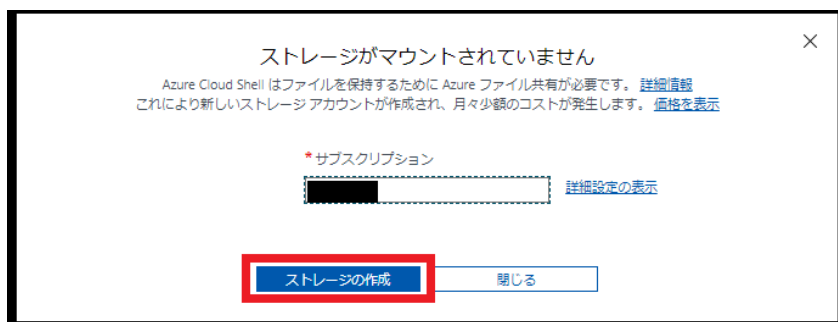 ストレージがマウントされていません
Azure Cloud Shell はファイルを保持するために Azure ファイル共有が必要です。 詳細情報
これにより新しいストレージ アカウントが作成され、月々少額のコストが発生します。 価格を表示
* サブスクリプション
詳細設定の表示
ストレージの作成 閉じる